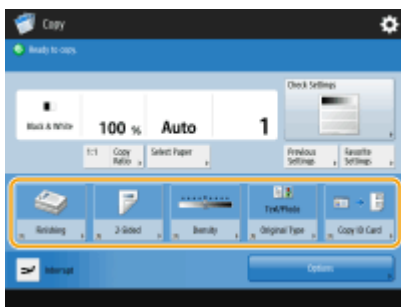 Copy
Ready to copy.
Check Settings
Black & White
100 %
Auto
1
1:1
Copy Ratio
Select Paper
Previous Settings
Favorite Settings
Text/Photo
Finishing
2-Sided
Density
Original Type
Copy ID Card
Interrupt
Options